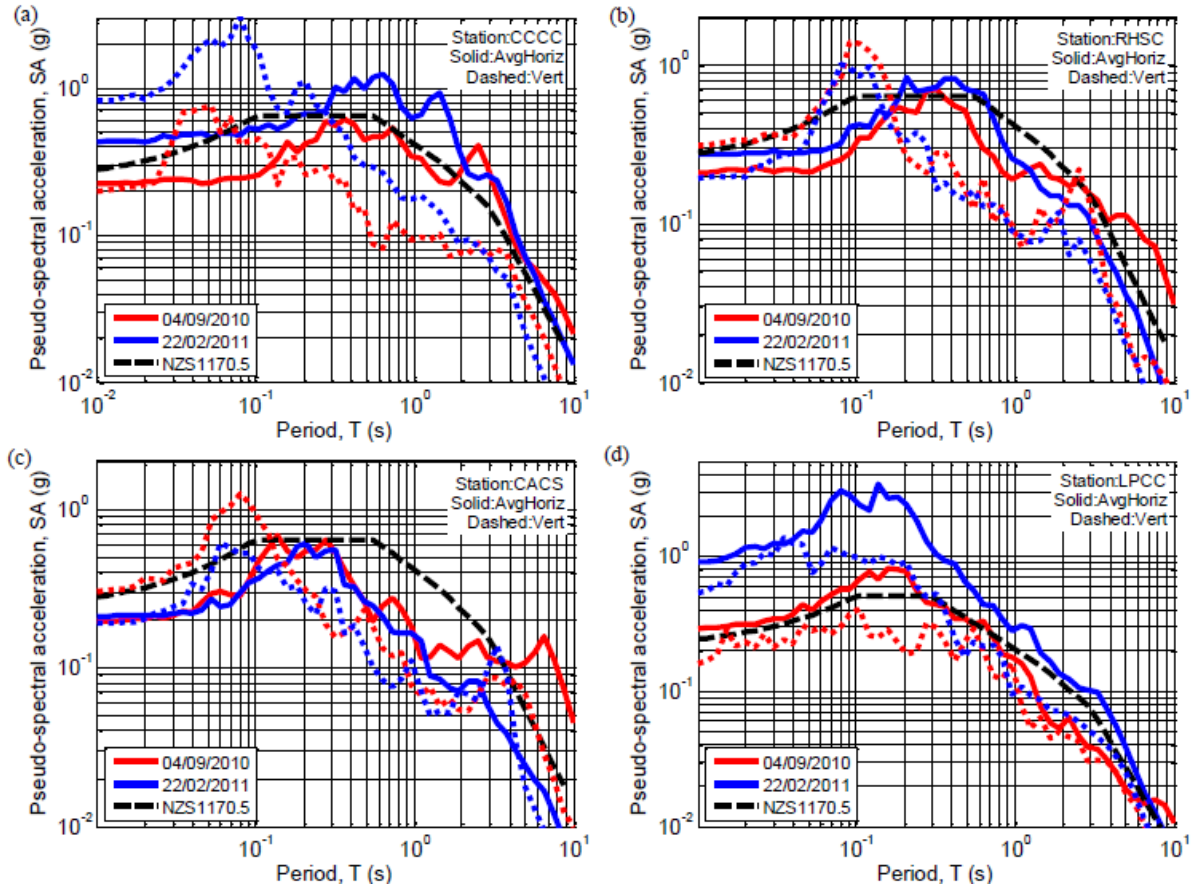 (a)
Station:CCCC
Solid:AvgHoriz
Dashed:Vert
Pseudo-spectral acceleration, SA (g)
10^0
10^-1
10^-2
04/09/2010
22/02/2011
NZS1170.5
10^-2 10^-1 10^0 10^1
Period, T (s)
(b)
Station:RHSC
Solid:AvgHoriz
Dashed:Vert
Pseudo-spectral acceleration, SA (g)
10^0
10^-1
10^-2
04/09/2010
22/02/2011
NZS1170.5
10^-1 10^0 10^1
Period, T (s)
(c)
Station:CACS
Solid:AvgHoriz
Dashed:Vert
Pseudo-spectral acceleration, SA (g)
10^0
10^-1
10^-2
04/09/2010
22/02/2011
NZS1170.5
10^-1 10^0 10^1
Period, T (s)
(d)
Station:LPCC
Solid:AvgHoriz
Dashed:Vert
Pseudo-spectral acceleration, SA (g)
10^0
10^-1
10^-2
04/09/2010
22/02/2011
NZS1170.5
10^-1 10^0 10^1
Period, T (s)